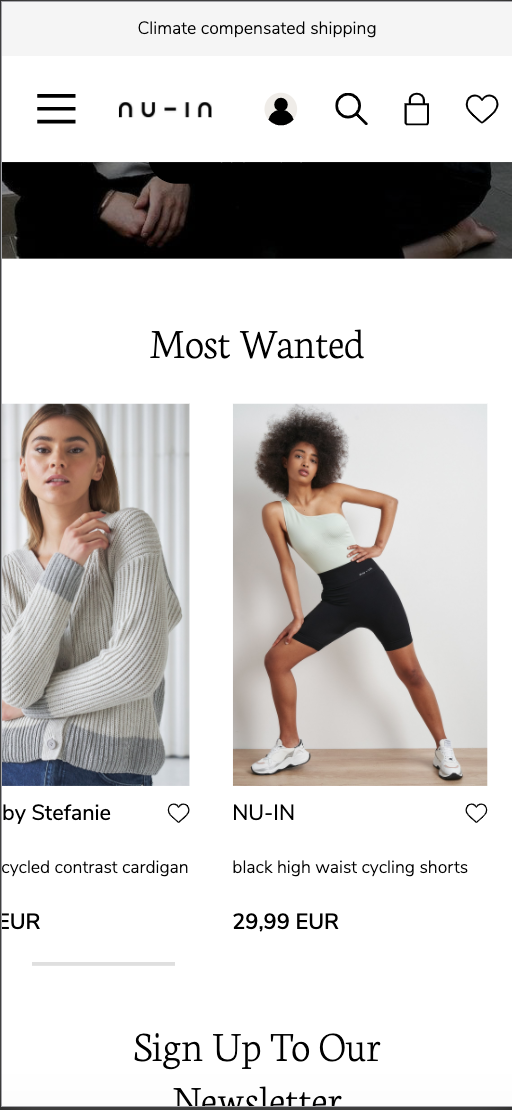 Climate compensated shipping
nu-in
Most Wanted
by Stefanie
NU-IN
cycled contrast cardigan
black high waist cycling shorts
EUR
29,99 EUR
Sign Up To Our
Newsletter